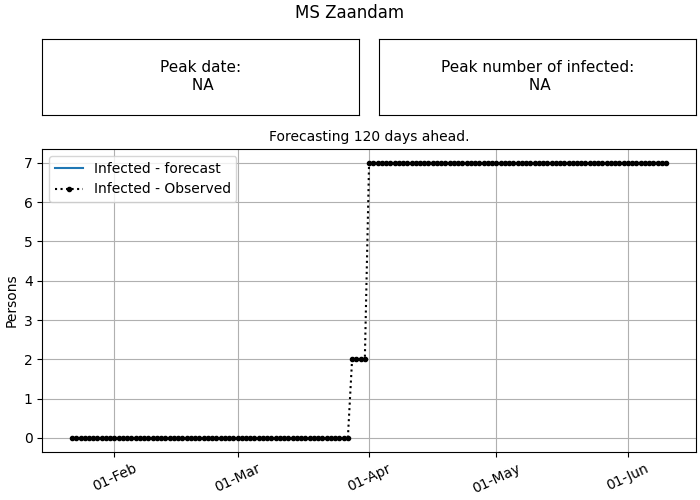 MS Zaandam
Peak date:
NA
Peak number of infected:
NA
Forecasting 120 days ahead.
Infected - forecast
Infected - Observed
Persons
7
6
5
4
3
2
1
0
01-Feb
01-Mar
01-Apr
01-May
01-Jun